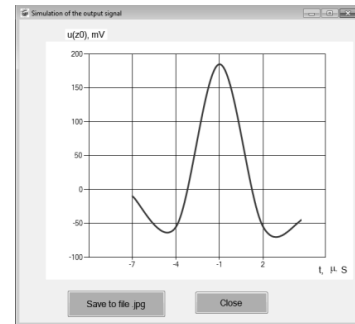 Simulation of the output signal
u(z0), mV
200
150
100
50
0
-50
-100
-7 -4 -1 2
t, μ S
Save to file .jpg Close